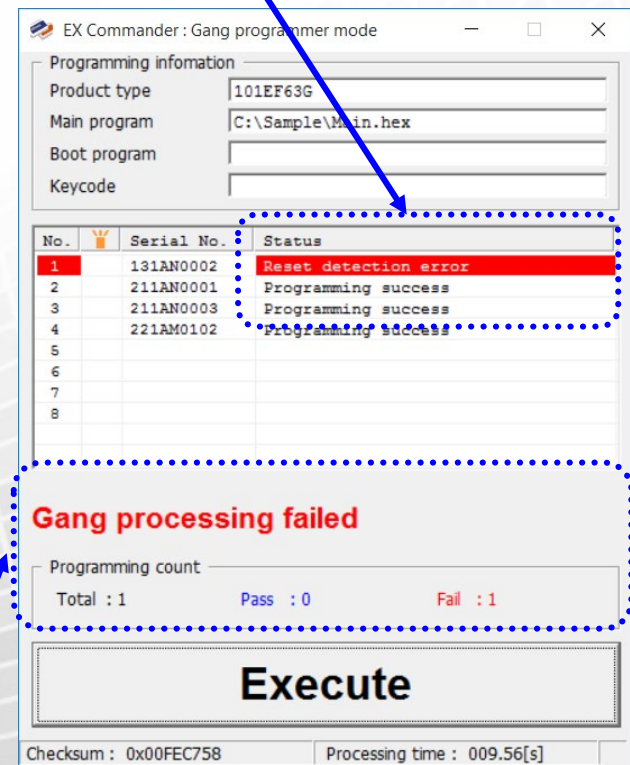 EX Commander : Gang programmer mode
Programming infomation
Product type 101EF63G
Main program C:\Sample\Main.hex
Boot program
Keycode
No. Serial No. Status
1 131AN0002 Reset detection error
2 211AN0001 Programming success
3 211AN0003 Programming success
4 221AM0102 Programming success
5
6
7
8
Gang processing failed
Programming count
Total : 1 Pass : 0 Fail : 1
Execute
Checksum : 0x00FEC758 Processing time : 009.56[s]